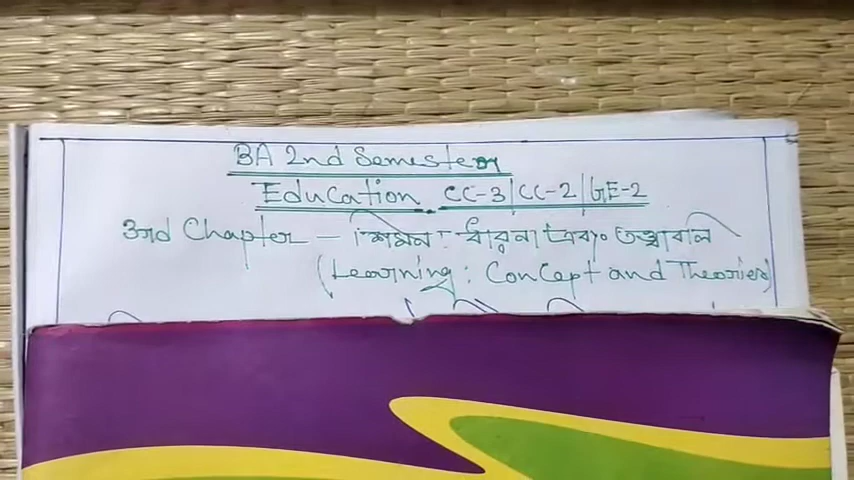 BA 2nd Semester
Education CC-3|CC-2|GE-2
3rd Chapter - শিখন : ধারনা এবং তত্ত্বাবলি
(Learning: Concept and Theories)